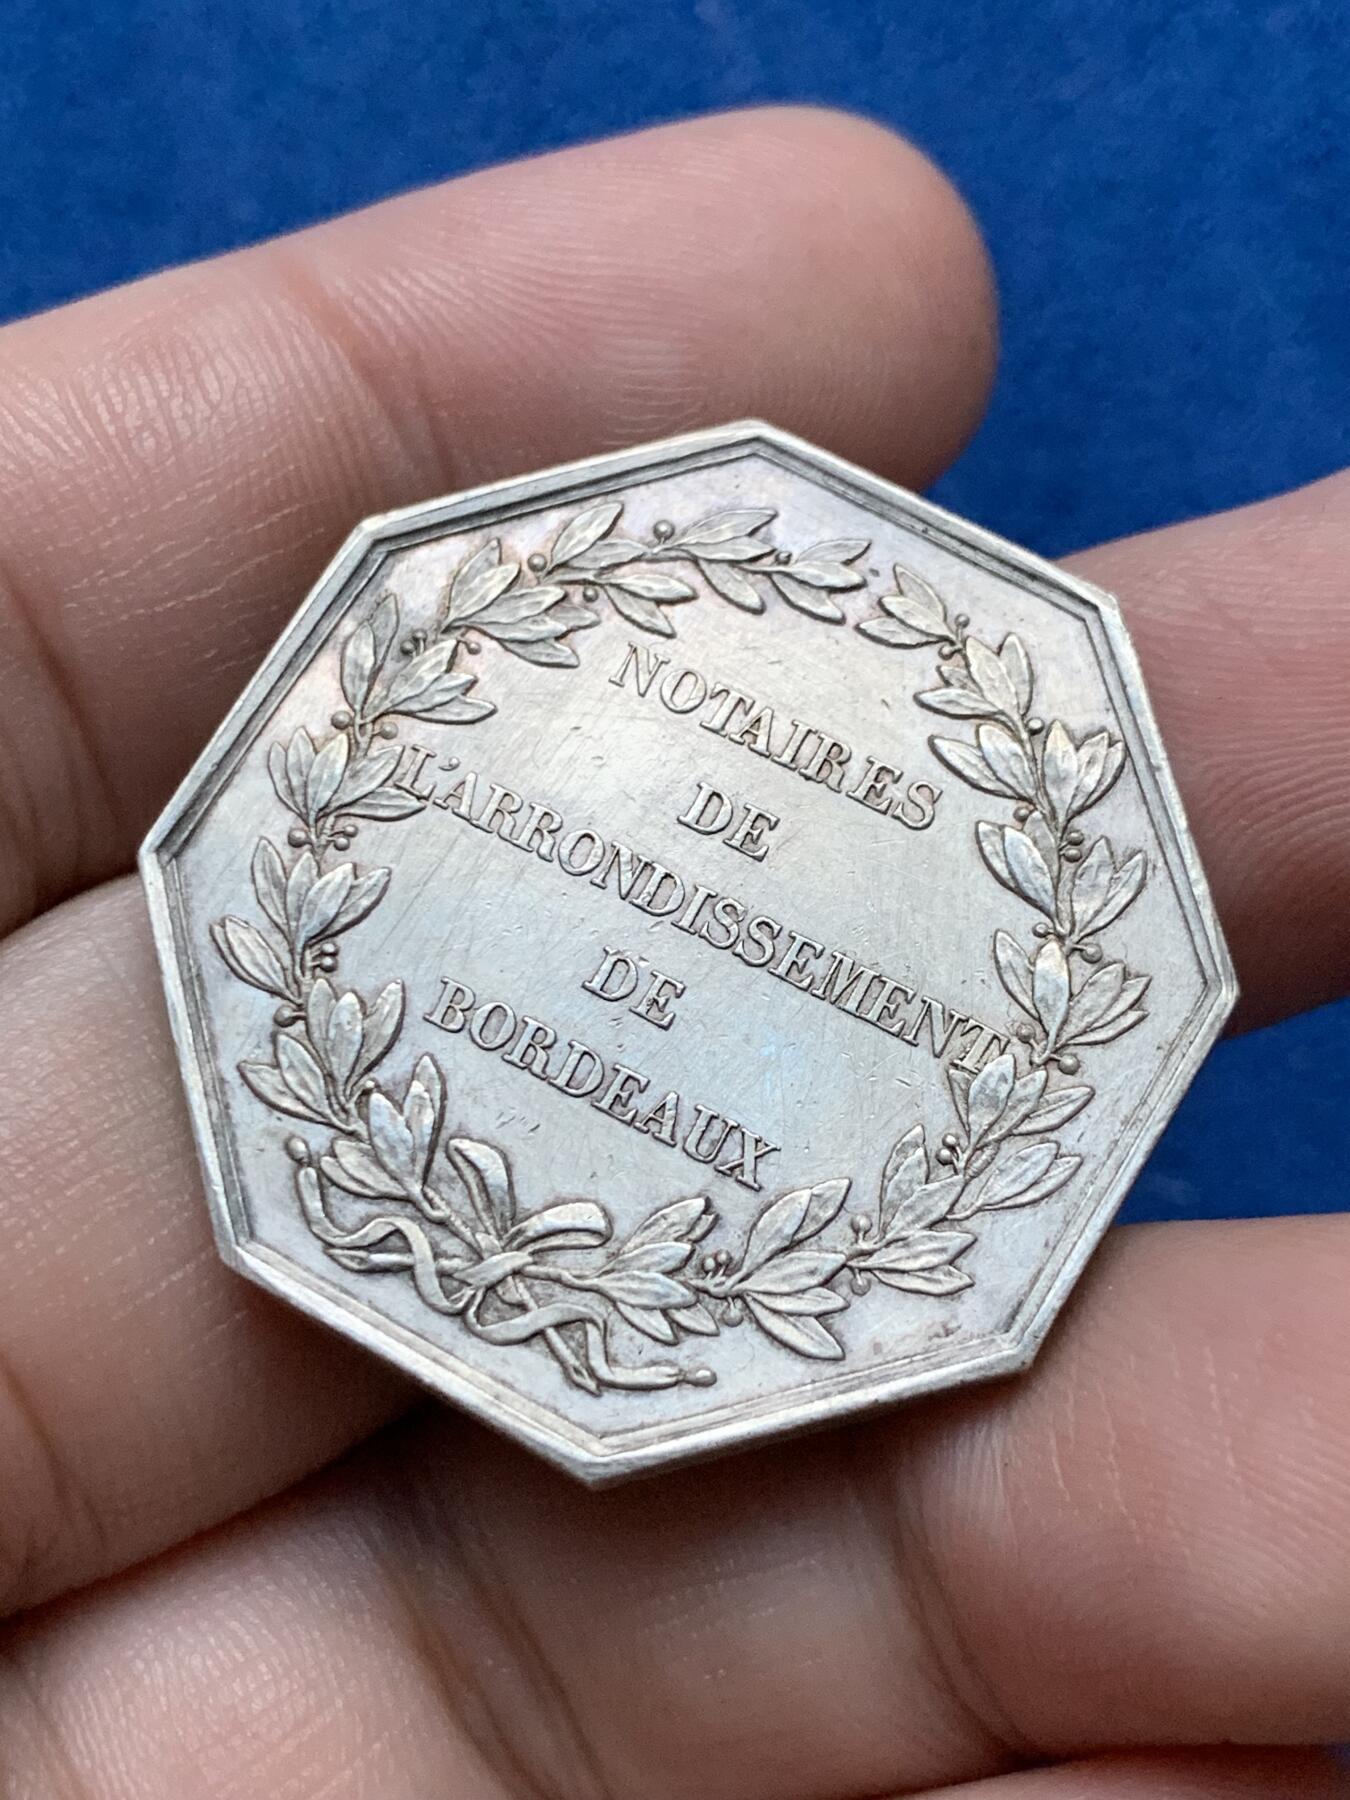 NOTAIRES
DE
L'ARRONDISSEMENT
DE
BORDEAUX